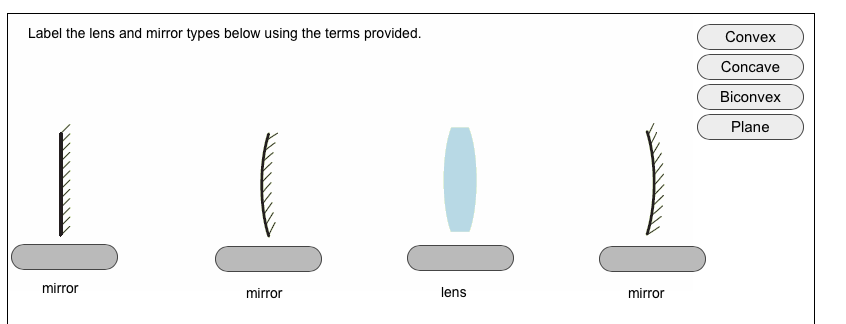 Label the lens and mirror types below using the terms provided.
Convex
Concave
Biconvex
Plane
mirror
mirror
lens
mirror